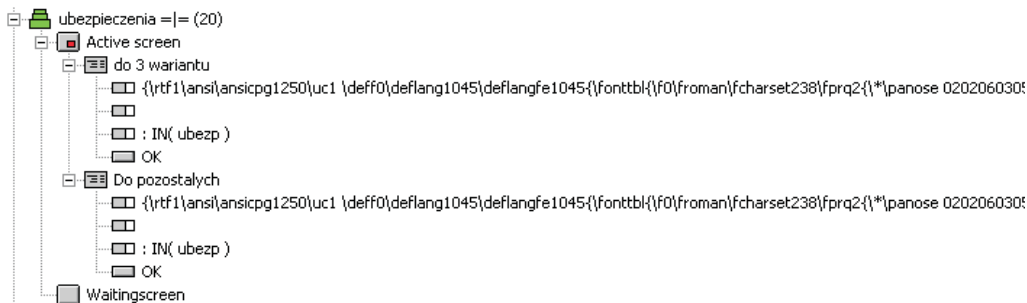 ubezpieczenia =|= (20)
Active screen
do 3 wariantu
{\rtf1\ansi\ansicpg1250\uc1 \deff0\deflang1045\deflangfe1045{\fonttbl{\f0\froman\fcharset238\fprq2{\*\panose 0202060305
: IN( ubezp )
OK
Do pozostalych
{\rtf1\ansi\ansicpg1250\uc1 \deff0\deflang1045\deflangfe1045{\fonttbl{\f0\froman\fcharset238\fprq2{\*\panose 0202060305
: IN( ubezp )
OK
Waitingscreen